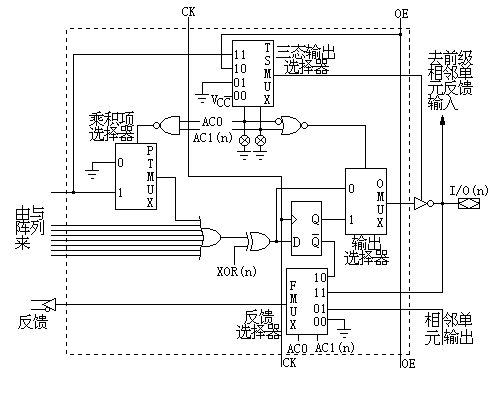 CK
OE
去前级
相邻单
元反馈
输入
11
10
01
00
TSMUX
三态输出
选择器
VCC
乘积项
选择器
AC0
AC1(n)
0
1
PTMUX
0
1
OMUX
I/O(n)
由与
阵列
来
Q
D
Q̅
输出
选择器
XOR(n)
反馈
FMUX
10
11
01
00
反馈
选择器
相邻单
元输出
AC0
AC1(n)
CK
OE